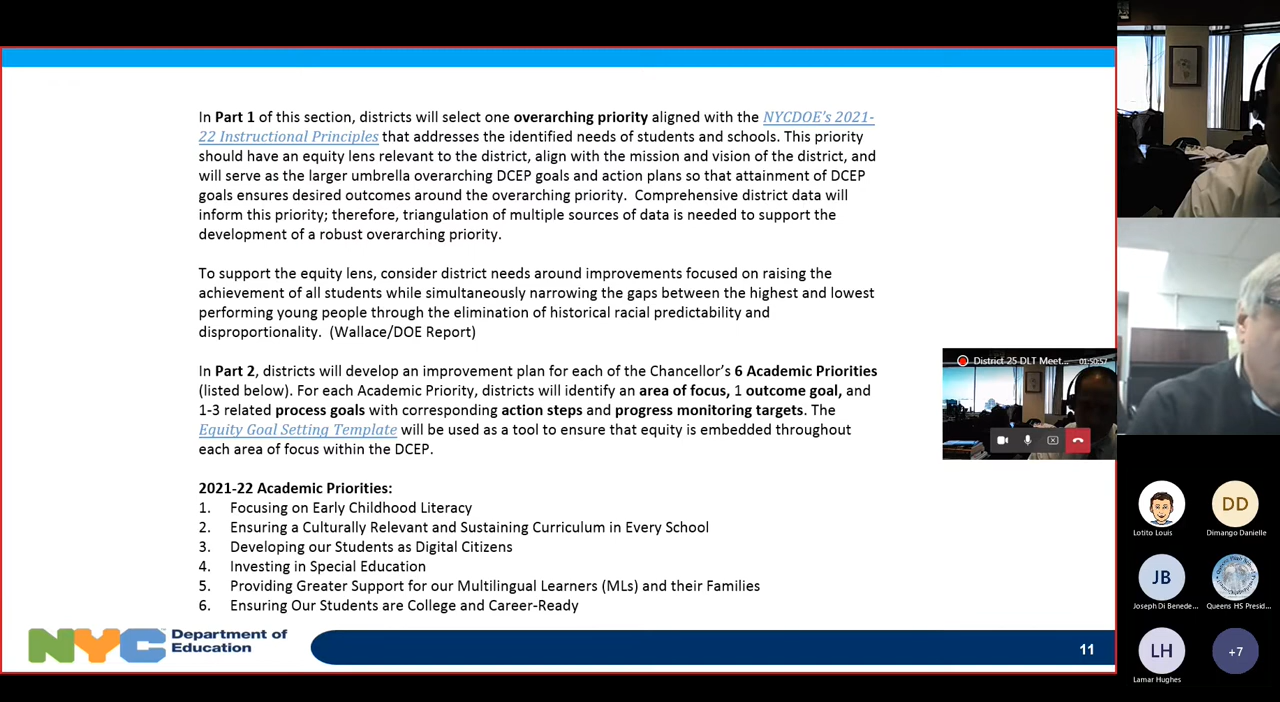 In Part 1 of this section, districts will select one overarching priority aligned with the NYCDOE's 2021-
22 Instructional Principles that addresses the identified needs of students and schools. This priority
should have an equity lens relevant to the district, align with the mission and vision of the district, and
will serve as the larger umbrella overarching DCEP goals and action plans so that attainment of DCEP
goals ensures desired outcomes around the overarching priority. Comprehensive district data will
inform this priority; therefore, triangulation of multiple sources of data is needed to support the
development of a robust overarching priority.
To support the equity lens, consider district needs around improvements focused on raising the
achievement of all students while simultaneously narrowing the gaps between the highest and lowest
performing young people through the elimination of historical racial predictability and
disproportionality. (Wallace/DOE Report)
In Part 2, districts will develop an improvement plan for each of the Chancellor's 6 Academic Priorities
(listed below). For each Academic Priority, districts will identify an area of focus, 1 outcome goal, and
1-3 related process goals with corresponding action steps and progress monitoring targets. The
Equity Goal Setting Template will be used as a tool to ensure that equity is embedded throughout
each area of focus within the DCEP.
2021-22 Academic Priorities:
1. Focusing on Early Childhood Literacy
2. Ensuring a Culturally Relevant and Sustaining Curriculum in Every School
3. Developing our Students as Digital Citizens
4. Investing in Special Education
5. Providing Greater Support for our Multilingual Learners (MLs) and their Families
6. Ensuring Our Students are College and Career-Ready
NYC Department of
Education
11
District 25 DLT Meet... 01:50:57
DD
Lotito Louis
Dimango Danielle
JB
Joseph Di Benede...
Queens HS Presid...
LH
+7
Lamar Hughes